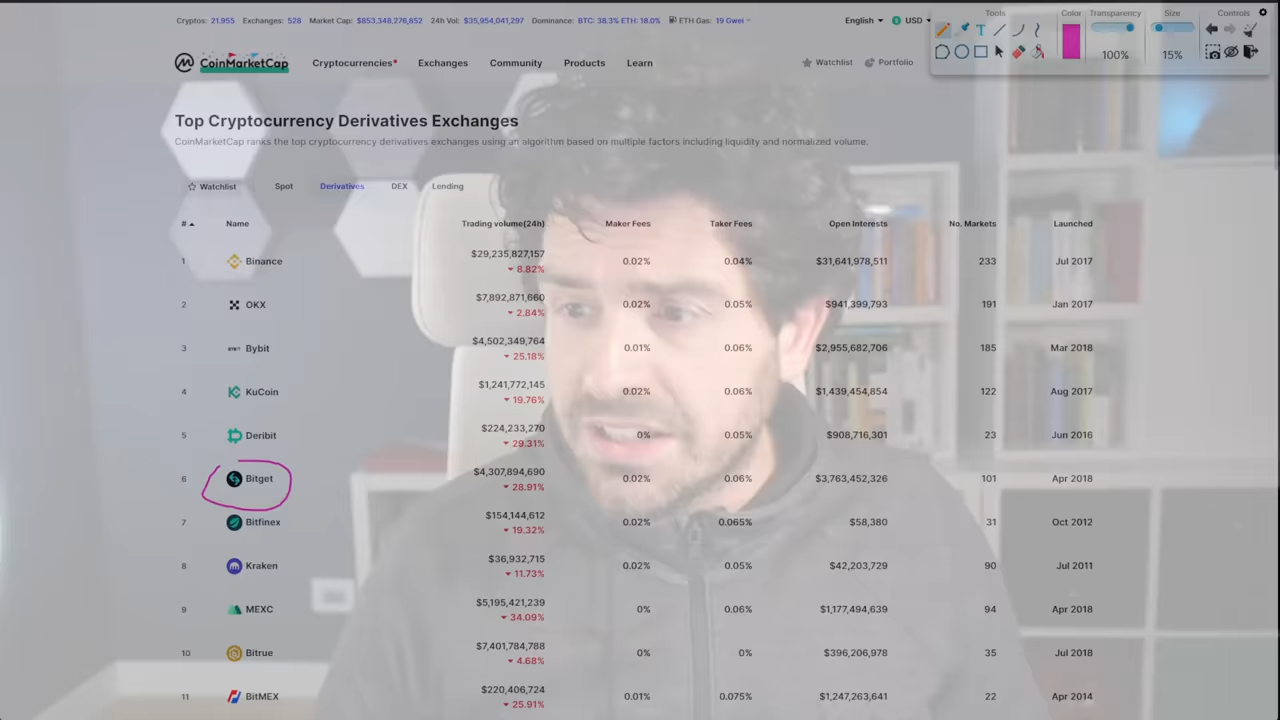 Cryptos: 21,955 Exchanges: 528 Market Cap: $853,348,276,852 24h Vol: $35,954,041,297 Dominance: BTC: 38.3% ETH: 18.0% ETH Gas: 19 Gwei English USD
Tools Color Transparency Size Controls
100% 15%
CoinMarketCap Cryptocurrencies Exchanges Community Products Learn Watchlist Portfolio
Top Cryptocurrency Derivatives Exchanges
CoinMarketCap ranks the top cryptocurrency derivatives exchanges using an algorithm based on multiple factors including liquidity and normalized volume.
Watchlist Spot Derivatives DEX Lending
# Name Trading volume(24h) Maker Fees Taker Fees Open Interests No. Markets Launched
1 Binance $29,235,827,157 0.02% 0.04% $31,641,978,511 233 Jul 2017
8.82%
2 OKX $7,892,871,660 0.02% 0.05% $941,399,793 191 Jan 2017
2.84%
3 Bybit $4,502,349,764 0.01% 0.06% $2,955,682,706 185 Mar 2018
25.18%
4 KuCoin $1,241,772,145 0.02% 0.06% $1,439,454,854 122 Aug 2017
19.76%
5 Deribit $224,233,270 0% 0.05% $908,716,301 23 Jun 2016
29.31%
6 Bitget $4,307,894,690 0.02% 0.06% $3,763,452,326 101 Apr 2018
28.91%
7 Bitfinex $154,144,612 0.02% 0.065% $58,380 31 Oct 2012
19.32%
8 Kraken $36,932,715 0.02% 0.05% $42,203,729 90 Jul 2011
11.73%
9 MEXC $5,195,421,239 0% 0.06% $1,177,494,639 94 Apr 2018
34.09%
10 Bitrue $7,401,784,788 0% 0% $396,206,978 35 Jul 2018
4.68%
11 BitMEX $220,406,724 0.01% 0.075% $1,247,263,641 22 Apr 2014
25.91%